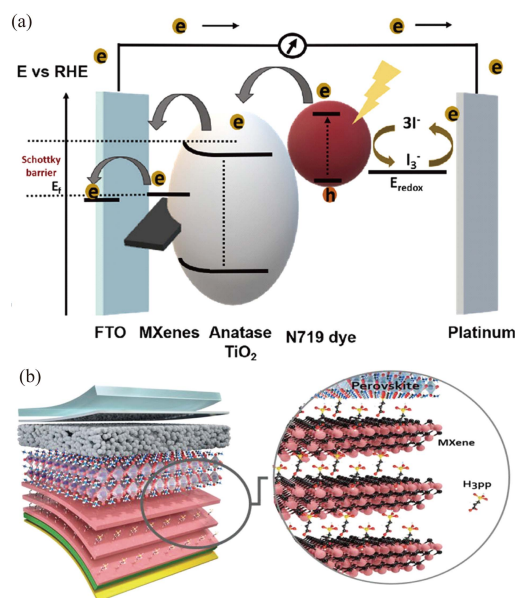 (a)
e
e
e
e
e
E vs RHE
e
e
3I-
Schottky
barrier
Ef
e
e
I3-
h
Eredox
FTO MXenes Anatase
TiO2
N719 dye
Platinum
(b)
Perovskite
MXene
H3pp